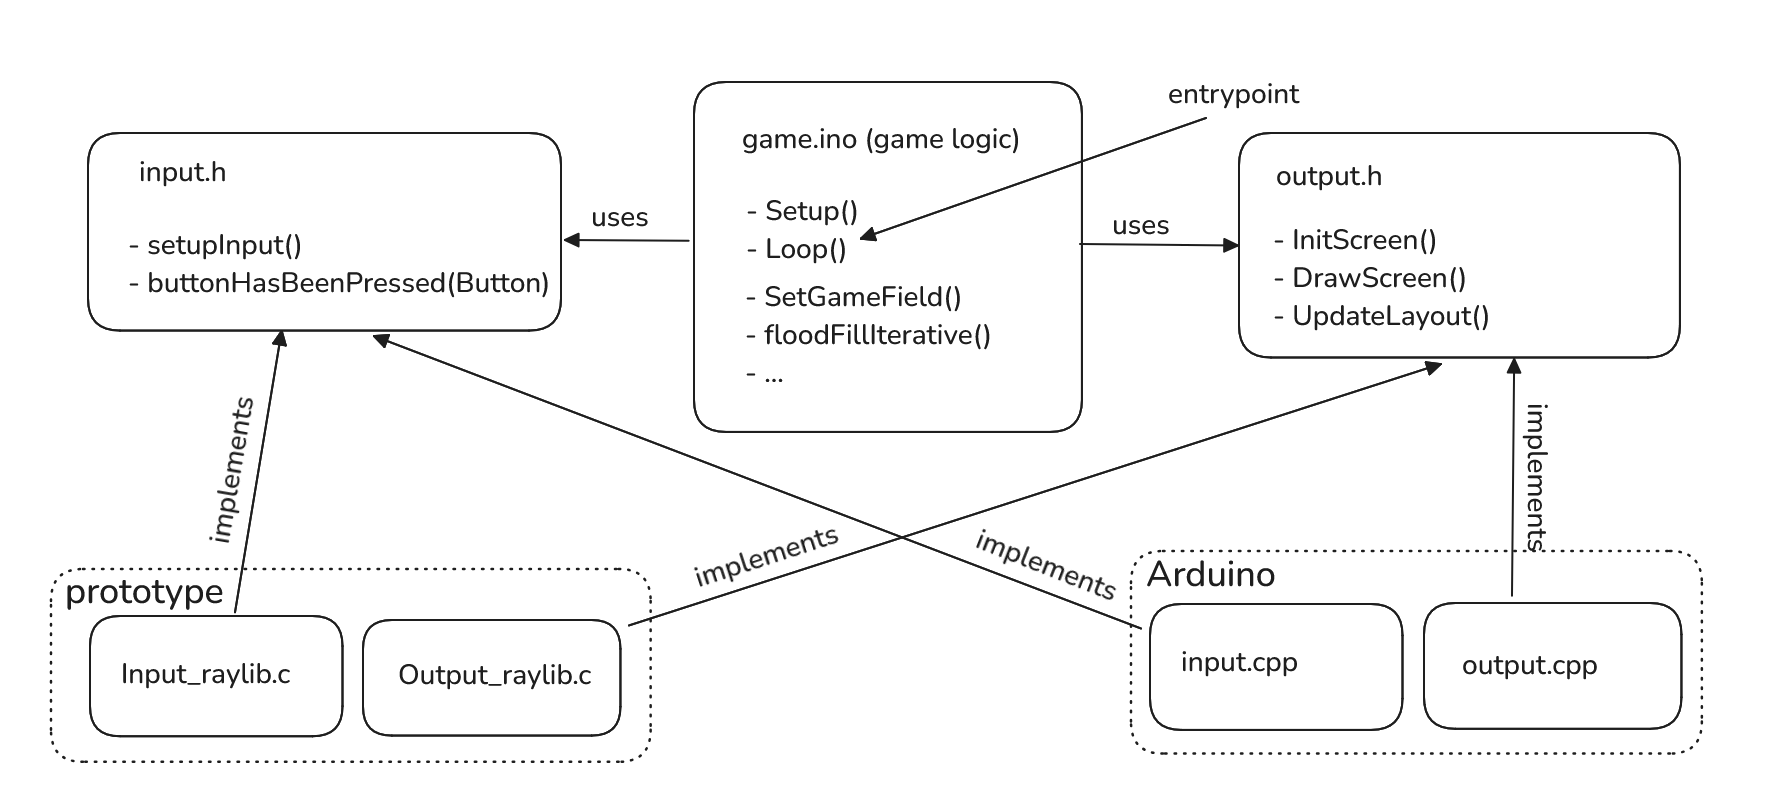 entrypoint
input.h
- setupInput()
- buttonHasBeenPressed(Button)
uses
game.ino (game logic)
- Setup()
- Loop()
- SetGameField()
- floodFillIterative()
- ...
uses
output.h
- InitScreen()
- DrawScreen()
- UpdateLayout()
implements
implements
implements
implements
prototype
Input_raylib.c
Output_raylib.c
Arduino
input.cpp
output.cpp